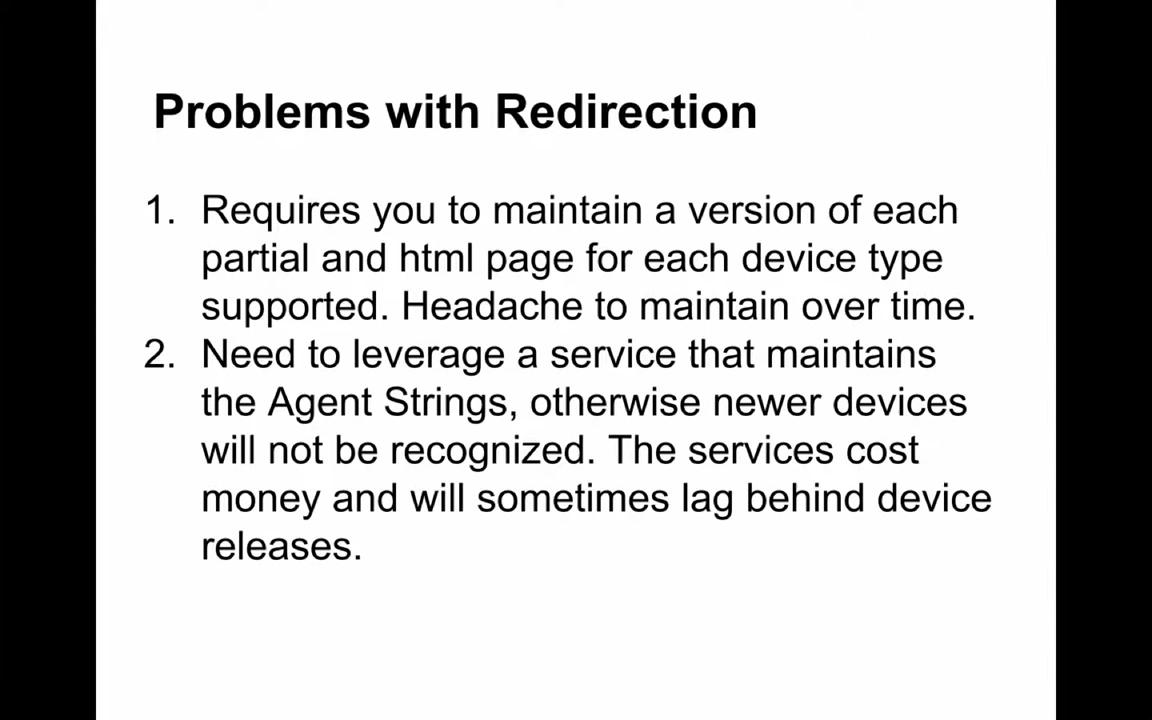 Problems with Redirection
1. Requires you to maintain a version of each
partial and html page for each device type
supported. Headache to maintain over time.
2. Need to leverage a service that maintains
the Agent Strings, otherwise newer devices
will not be recognized. The services cost
money and will sometimes lag behind device
releases.